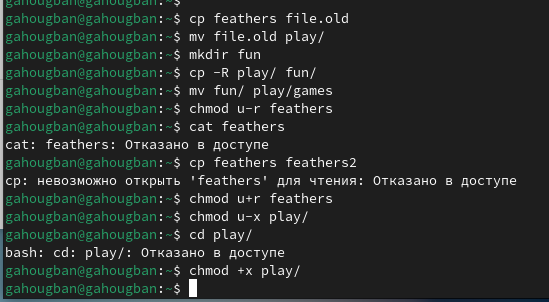 gahougban@gahougban:~$
gahougban@gahougban:~$ cp feathers file.old
gahougban@gahougban:~$ mv file.old play/
gahougban@gahougban:~$ mkdir fun
gahougban@gahougban:~$ cp -R play/ fun/
gahougban@gahougban:~$ mv fun/ play/games
gahougban@gahougban:~$ chmod u-r feathers
gahougban@gahougban:~$ cat feathers
cat: feathers: Отказано в доступе
gahougban@gahougban:~$ cp feathers feathers2
cp: невозможно открыть 'feathers' для чтения: Отказано в доступе
gahougban@gahougban:~$ chmod u+r feathers
gahougban@gahougban:~$ chmod u-x play/
gahougban@gahougban:~$ cd play/
bash: cd: play/: Отказано в доступе
gahougban@gahougban:~$ chmod +x play/
gahougban@gahougban:~$